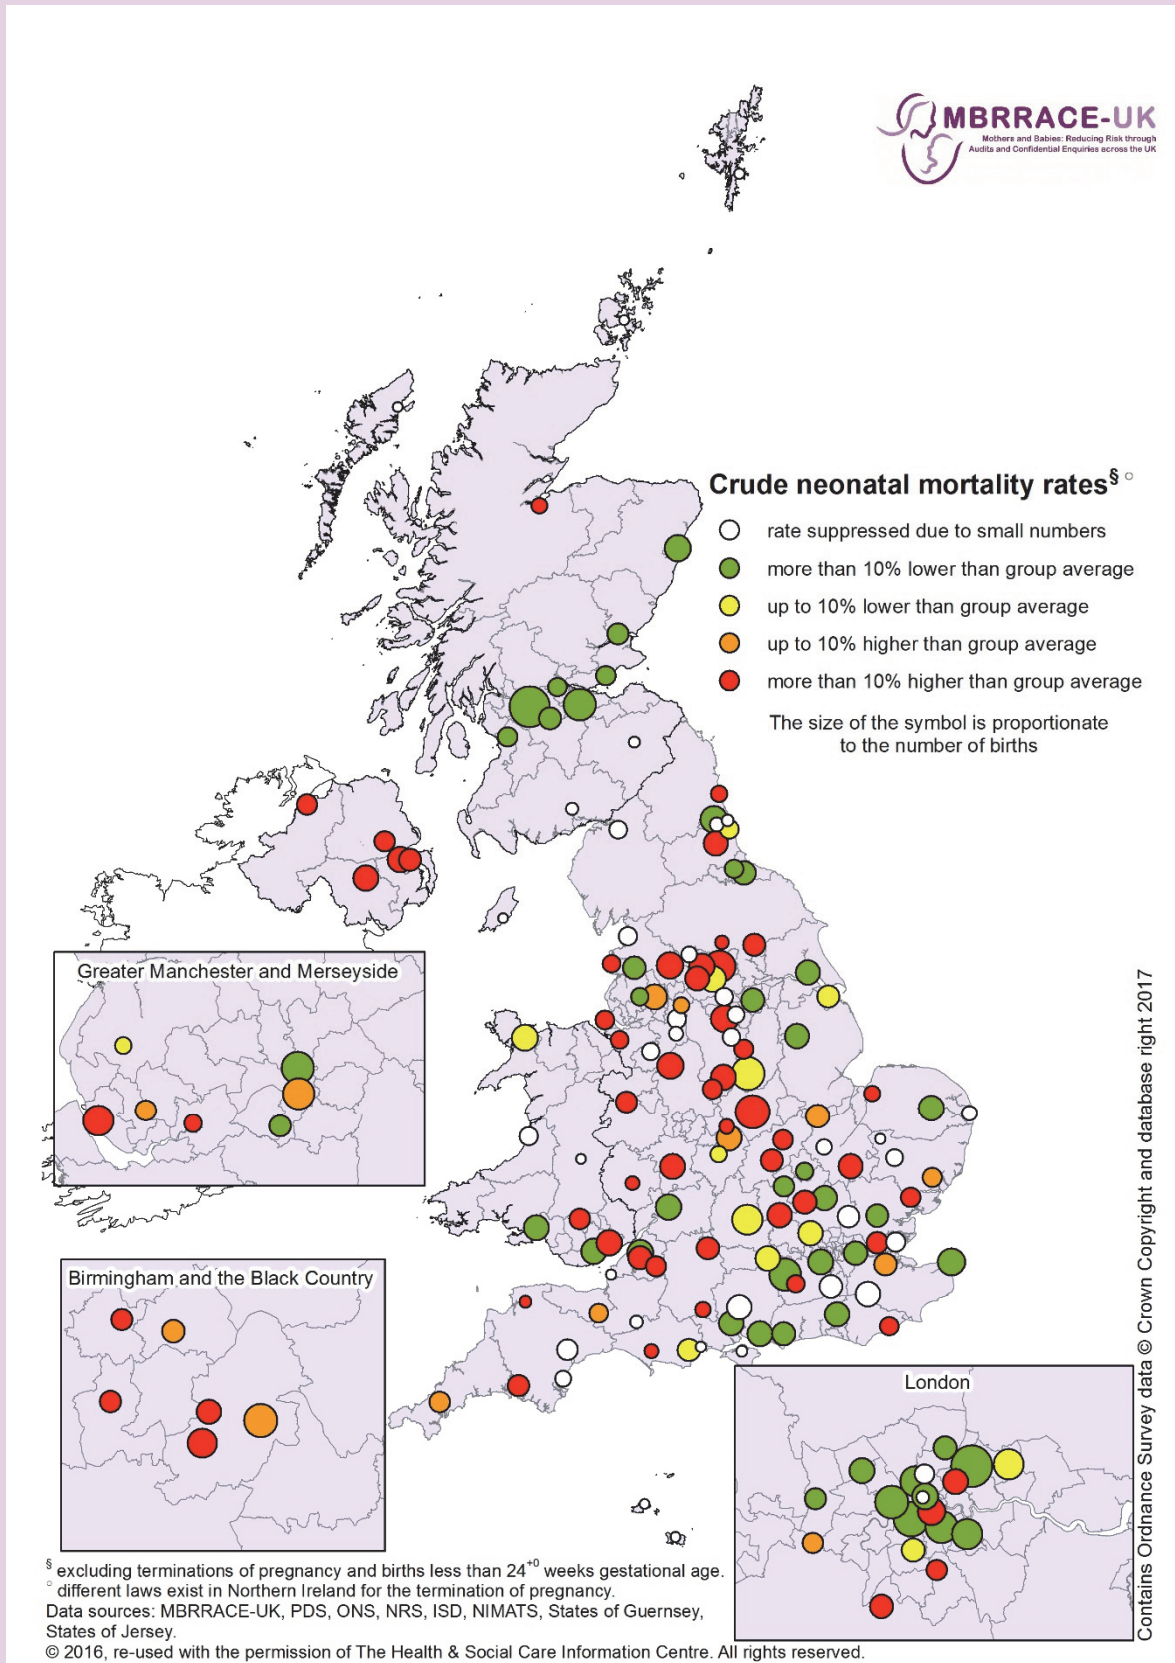 MBRRACE-UK
Mothers and Babies: Reducing Risk through
Audits and Confidential Enquiries across the UK
Crude neonatal mortality rates§ °
rate suppressed due to small numbers
more than 10% lower than group average
up to 10% lower than group average
up to 10% higher than group average
more than 10% higher than group average
The size of the symbol is proportionate
to the number of births
Greater Manchester and Merseyside
Birmingham and the Black Country
London
§ excluding terminations of pregnancy and births less than 24+0 weeks gestational age.
° different laws exist in Northern Ireland for the termination of pregnancy.
Data sources: MBRRACE-UK, PDS, ONS, NRS, ISD, NIMATS, States of Guernsey,
States of Jersey.
© 2016, re-used with the permission of The Health & Social Care Information Centre. All rights reserved.
Contains Ordnance Survey data © Crown Copyright and database right 2017